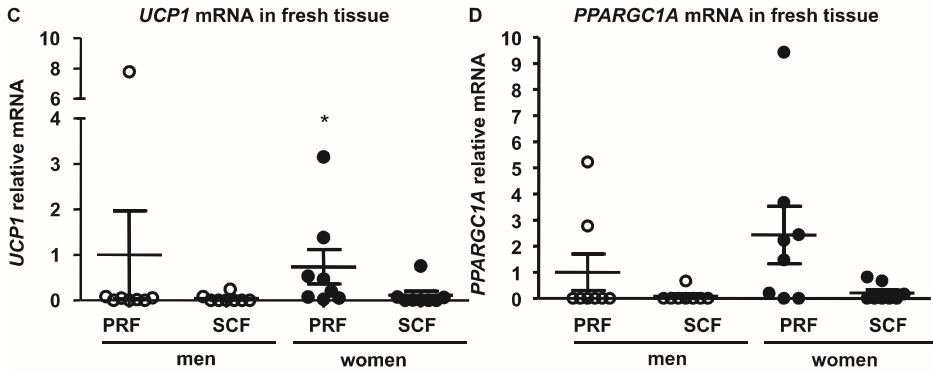 C
UCP1 mRNA in fresh tissue
UCP1 relative mRNA
10
8
6
4
3
2
1
0
*
PRF SCF PRF SCF
men women
D
PPARGC1A mRNA in fresh tissue
PPARGC1A relative mRNA
10
9
8
7
6
5
4
3
2
1
0
PRF SCF PRF SCF
men women